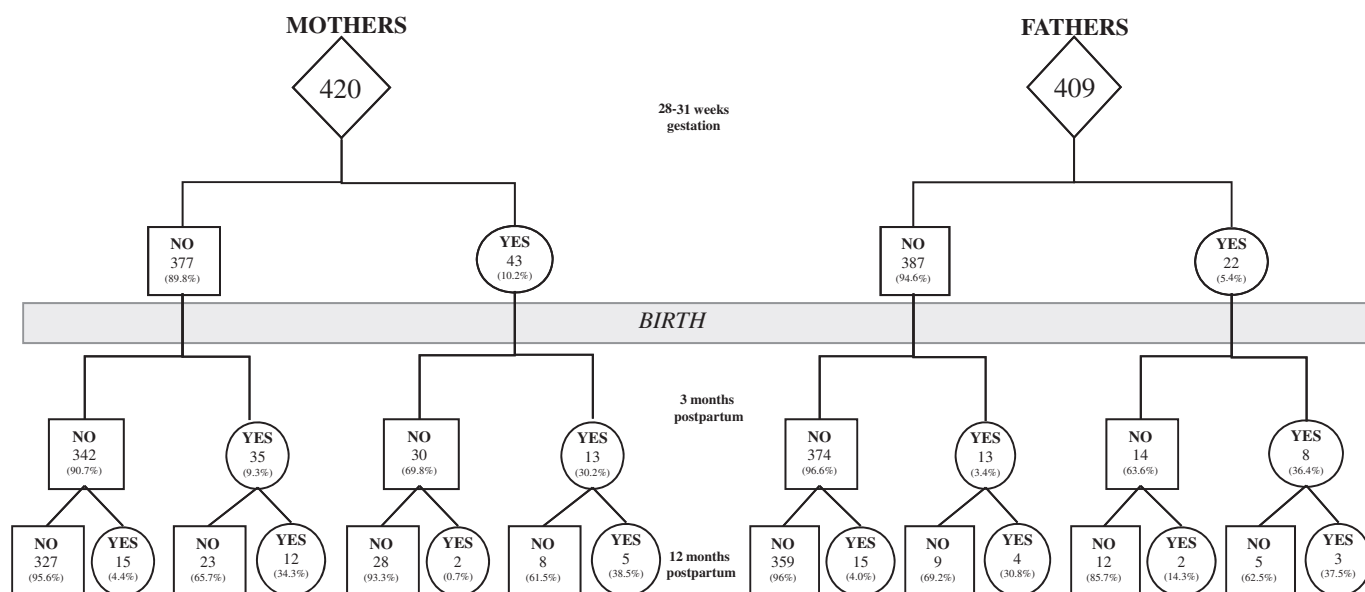 MOTHERS
FATHERS
420
409
28-31 weeks
gestation
NO
377
(89.8%)
YES
43
(10.2%)
NO
387
(94.6%)
YES
22
(5.4%)
BIRTH
3 months
postpartum
NO
342
(90.7%)
YES
35
(9.3%)
NO
30
(69.8%)
YES
13
(30.2%)
NO
374
(96.6%)
YES
13
(3.4%)
NO
14
(63.6%)
YES
8
(36.4%)
NO
327
(95.6%)
YES
15
(4.4%)
NO
23
(65.7%)
YES
12
(34.3%)
NO
28
(93.3%)
YES
2
(0.7%)
NO
8
(61.5%)
YES
5
(38.5%)
12 months
postpartum
NO
359
(96%)
YES
15
(4.0%)
NO
9
(69.2%)
YES
4
(30.8%)
NO
12
(85.7%)
YES
2
(14.3%)
NO
5
(62.5%)
YES
3
(37.5%)